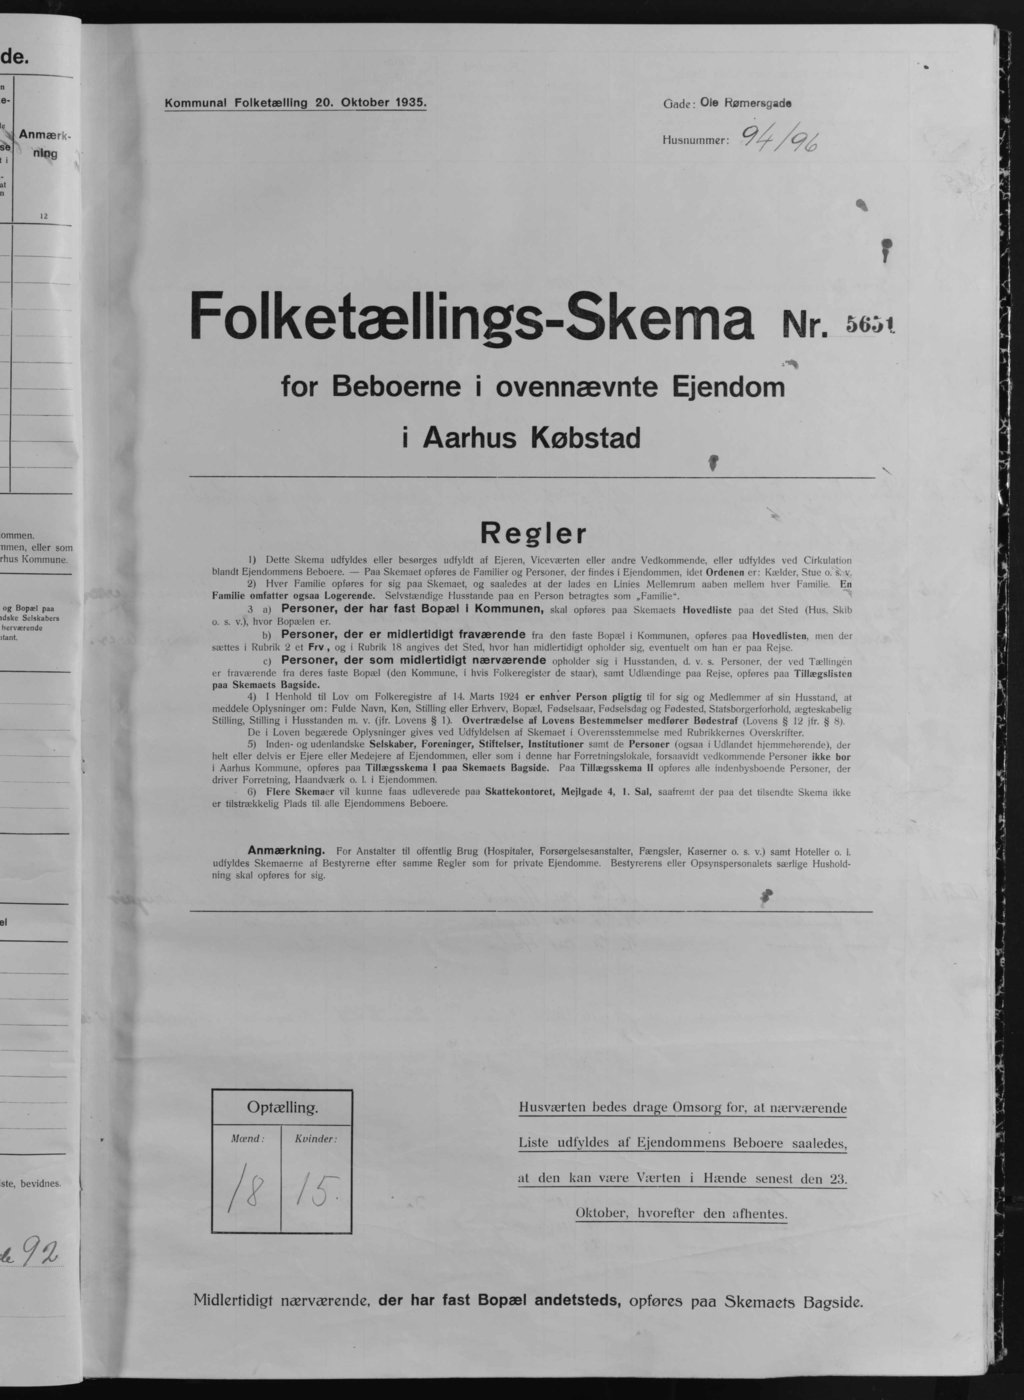 de.
n
e-
Anmærk-
se ning
t i
at
n
12
ommen.
mmen, eller som
rhus Kommune.
og Bopæl paa
ndske Selskabers
herværende
ntant.
el
ste, bevidnes.
de 92
Kommunal Folketælling 20. Oktober 1935.
Gade: Ole Rømersgade
Husnummer: 94/96
Folketællings-Skema Nr. 5651
for Beboerne i ovennævnte Ejendom
i Aarhus Købstad
Regler
1) Dette Skema udfyldes eller besørges udfyldt af Ejeren, Viceværten eller andre Vedkommende, eller udfyldes ved Cirkulation
blandt Ejendommens Beboere. — Paa Skemaet opføres de Familier og Personer, der findes i Ejendommen, idet Ordenen er: Kælder, Stue o. s. v.
2) Hver Familie opføres for sig paa Skemaet, og saaledes at der lades en Linies Mellemrum aaben mellem hver Familie. En
Familie omfatter ogsaa Logerende. Selvstændige Husstande paa en Person betragtes som „Familie“.
3 a) Personer, der har fast Bopæl i Kommunen, skal opføres paa Skemaets Hovedliste paa det Sted (Hus, Skib
o. s. v.), hvor Bopælen er.
b) Personer, der er midlertidigt fraværende fra den faste Bopæl i Kommunen, opføres paa Hovedlisten, men der
sættes i Rubrik 2 et Frv., og i Rubrik 18 angives det Sted, hvor han midlertidigt opholder sig, eventuelt om han er paa Rejse.
c) Personer, der som midlertidigt nærværende opholder sig i Husstanden, d. v. s. Personer, der ved Tællingen
er fraværende fra deres faste Bopæl (den Kommune, i hvis Folkeregister de staar), samt Udlændinge paa Rejse, opføres paa Tillægslisten
paa Skemaets Bagside.
4) I Henhold til Lov om Folkeregistre af 14. Marts 1924 er enhver Person pligtig til for sig og Medlemmer af sin Husstand, at
meddele Oplysninger om: Fulde Navn, Køn, Stilling eller Erhverv, Bopæl, Fødselsaar, Fødselsdag og Fødested, Statsborgerforhold, ægteskabelig
Stilling, Stilling i Husstanden m. v. (jfr. Lovens § 1). Overtrædelse af Lovens Bestemmelser medfører Bødestraf (Lovens § 12 jfr. § 8).
De i Loven begærede Oplysninger gives ved Udfyldelsen af Skemaet i Overensstemmelse med Rubrikkernes Overskrifter.
5) Inden- og udenlandske Selskaber, Foreninger, Stiftelser, Institutioner samt de Personer (ogsaa i Udlandet hjemmehørende), der
helt eller delvis er Ejere eller Medejere af Ejendommen, eller som i denne har Forretningslokale, forsaavidt vedkommende Personer ikke bor
i Aarhus Kommune, opføres paa Tillægsskema I paa Skemaets Bagside. Paa Tillægsskema II opføres alle indenbysboende Personer, der
driver Forretning, Haandværk o. l. i Ejendommen.
6) Flere Skemaer vil kunne faas udleverede paa Skattekontoret, Mejlgade 4, 1. Sal, saafremt der paa det tilsendte Skema ikke
er tilstrækkelig Plads til alle Ejendommens Beboere.
Anmærkning. For Anstalter til offentlig Brug (Hospitaler, Forsørgelsesanstalter, Fængsler, Kaserner o. s. v.) samt Hoteller o. l.
udfyldes Skemaerne af Bestyrerne efter samme Regler som for private Ejendomme. Bestyrerens eller Opsynspersonalets særlige Hushold-
ning skal opføres for sig.
Optælling.
Mænd: Kvinder:
18 15.
Husværten bedes drage Omsorg for, at nærværende
Liste udfyldes af Ejendommens Beboere saaledes,
at den kan være Værten i Hænde senest den 23.
Oktober, hvorefter den afhentes.
Midlertidigt nærværende, der har fast Bopæl andetsteds, opføres paa Skemaets Bagside.